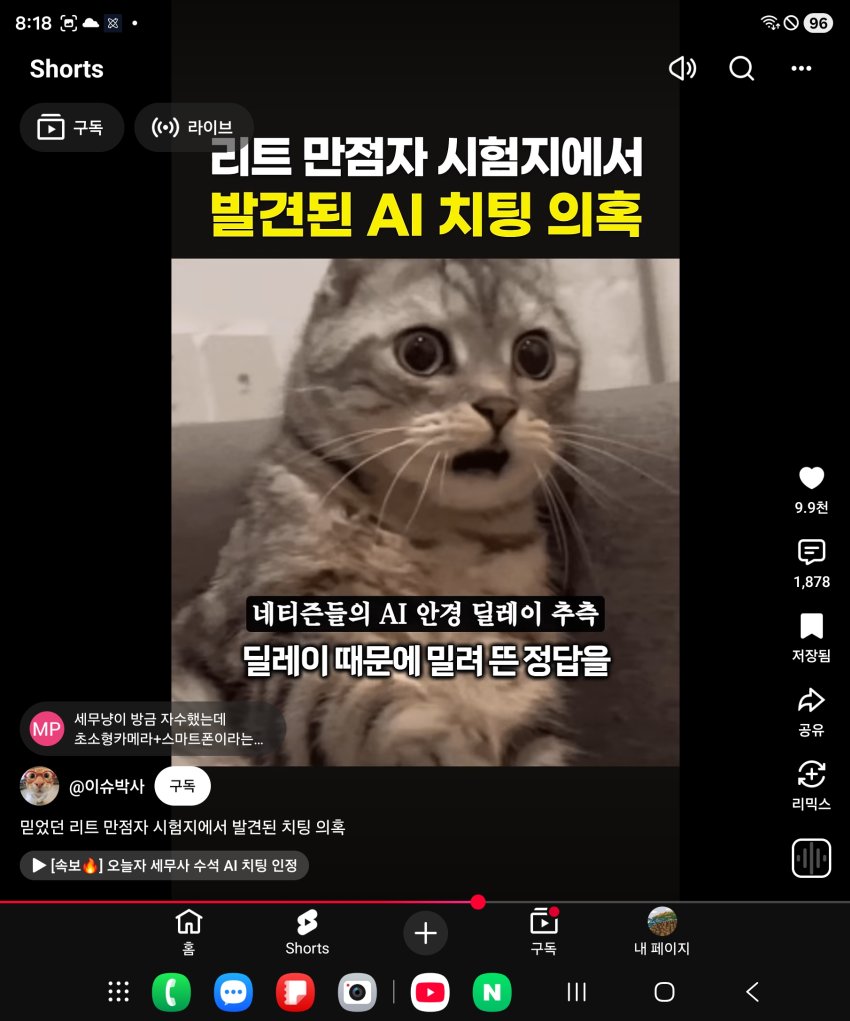 8:18
96
Shorts
구독
라이브
리트 만점자 시험지에서
발견된 AI 치팅 의혹
9.9천
1,878
저장됨
공유
리믹스
네티즌들의 AI 안경 딜레이 추측
딜레이 때문에 밀려 뜬 정답을
MP
세무냥이 방금 자수했는데
초소형카메라+스마트폰이라는...
@이슈박사
구독
믿었던 리트 만점자 시험지에서 발견된 치팅 의혹
▶ [속보🔥] 오늘자 세무사 수석 AI 치팅 인정
홈
Shorts
구독
내 페이지
N